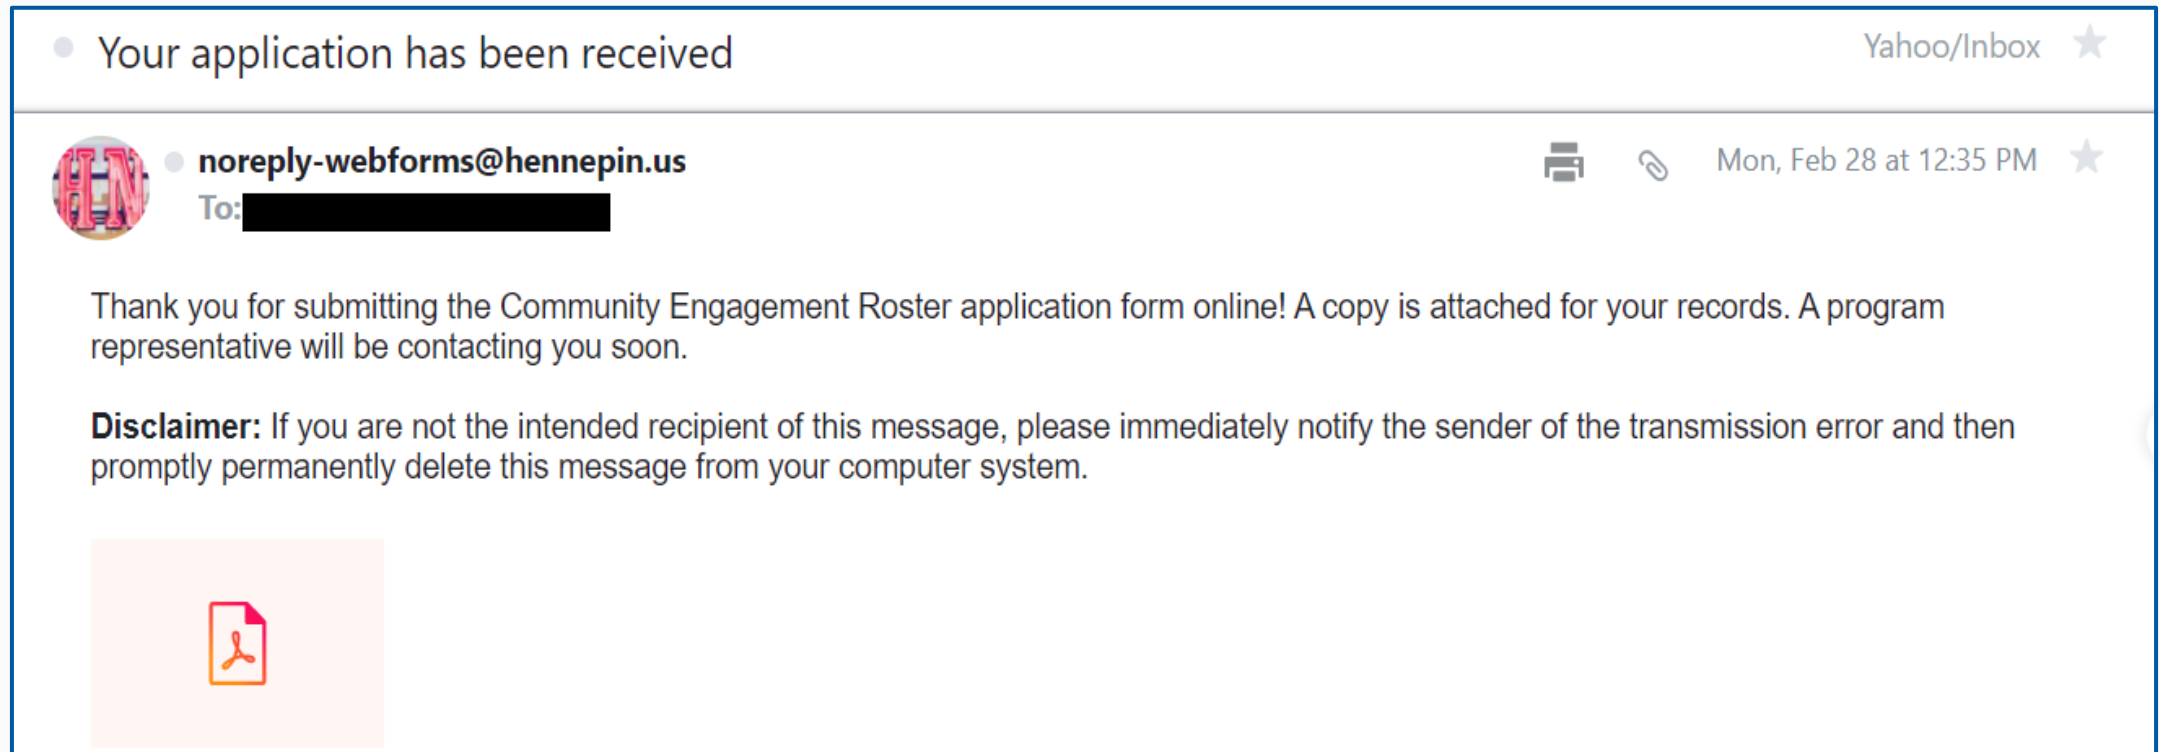 Your application has been received
Yahoo/Inbox
HN
noreply-webforms@hennepin.us
Mon, Feb 28 at 12:35 PM
To:
Thank you for submitting the Community Engagement Roster application form online! A copy is attached for your records. A program
representative will be contacting you soon.
Disclaimer: If you are not the intended recipient of this message, please immediately notify the sender of the transmission error and then
promptly permanently delete this message from your computer system.